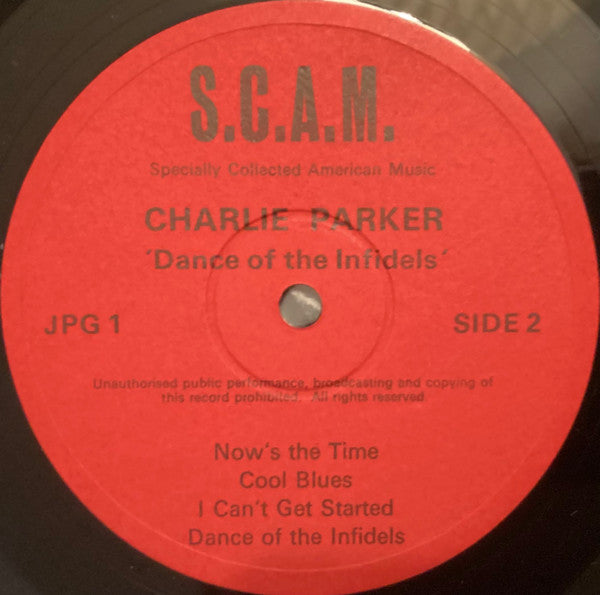 S.C.A.M.
Specially Collected American Music
CHARLIE PARKER
'Dance of the Infidels'
JPG 1
SIDE 2
Unauthorised public performance, broadcasting and copying of
this record prohibited. All rights reserved
Now's the Time
Cool Blues
I Can't Get Started
Dance of the Infidels